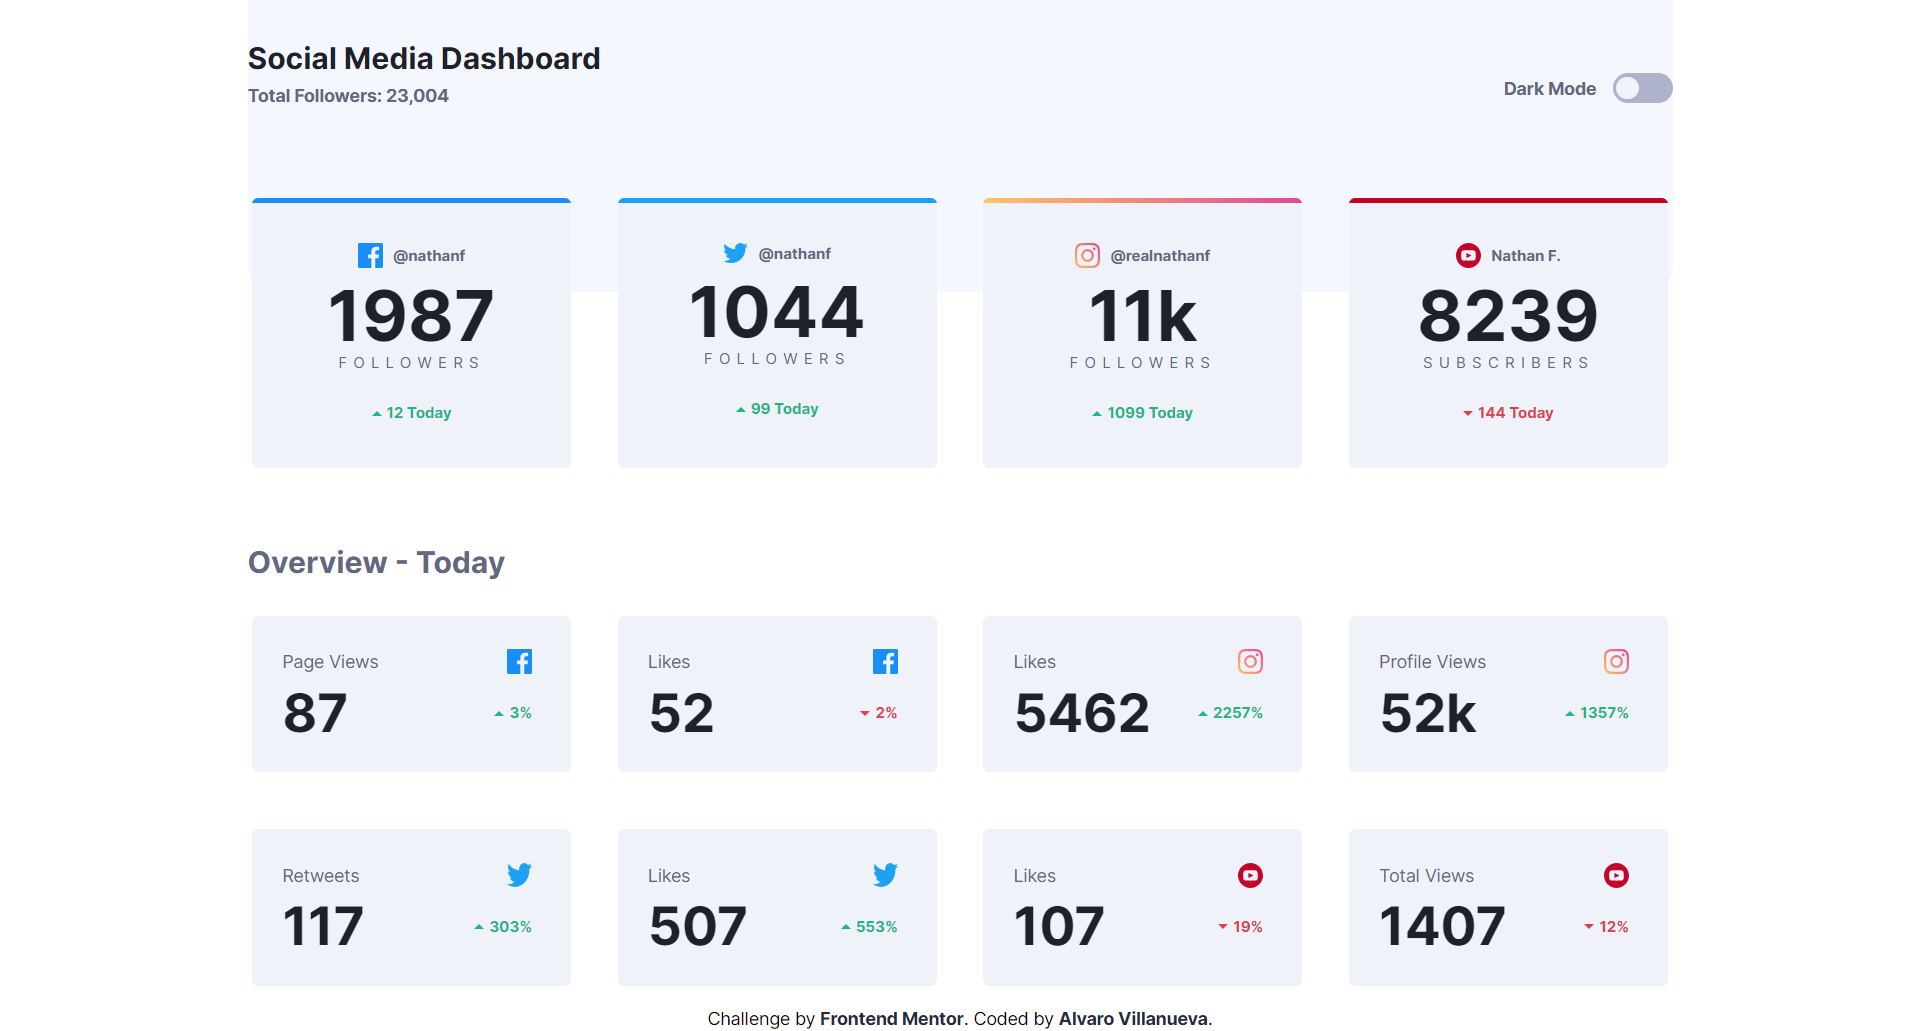 Social Media Dashboard
Total Followers: 23,004
Dark Mode
@nathanf
1987
FOLLOWERS
12 Today
@nathanf
1044
FOLLOWERS
99 Today
@realnathanf
11k
FOLLOWERS
1099 Today
Nathan F.
8239
SUBSCRIBERS
144 Today
Overview - Today
Page Views
87
3%
Likes
52
2%
Likes
5462
2257%
Profile Views
52k
1357%
Retweets
117
303%
Likes
507
553%
Likes
107
19%
Total Views
1407
12%
Challenge by Frontend Mentor. Coded by Alvaro Villanueva.